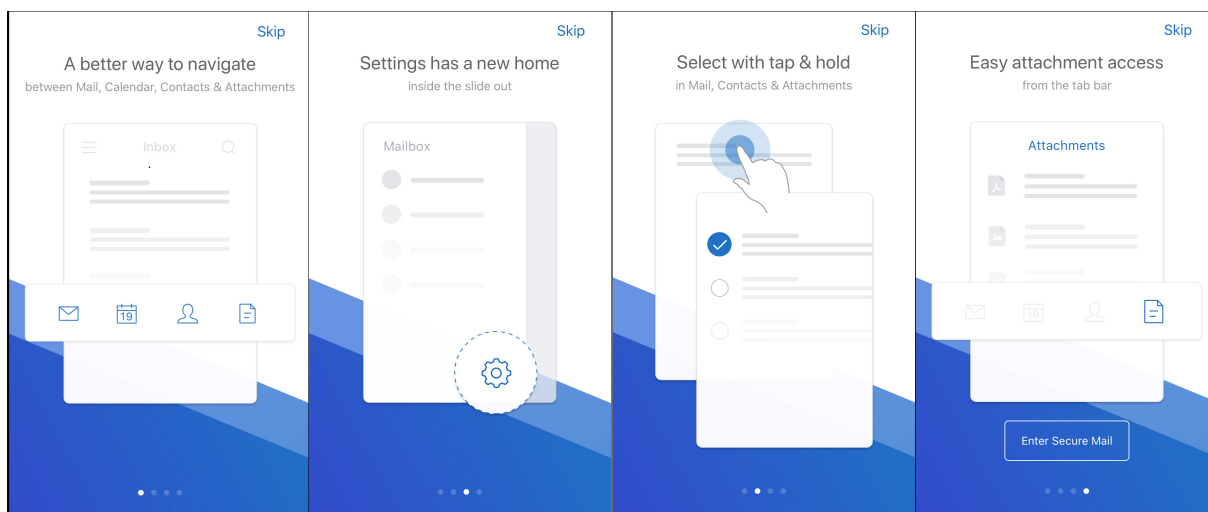 Skip
A better way to navigate
between Mail, Calendar, Contacts & Attachments
Inbox
19
Skip
Settings has a new home
inside the slide out
Mailbox
Skip
Select with tap & hold
in Mail, Contacts & Attachments
Skip
Easy attachment access
from the tab bar
Attachments
19
Enter Secure Mail